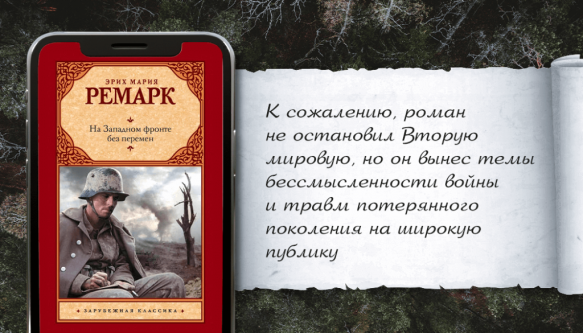 ЭРИХ МАРИЯ
РЕМАРК
На Западном фронте
без перемен
ЗАРУБЕЖНАЯ КЛАССИКА
К сожалению, роман
не остановил Вторую
мировую, но он вынес темы
бессмысленности войны
и травм потерянного
поколения на широкую
публику